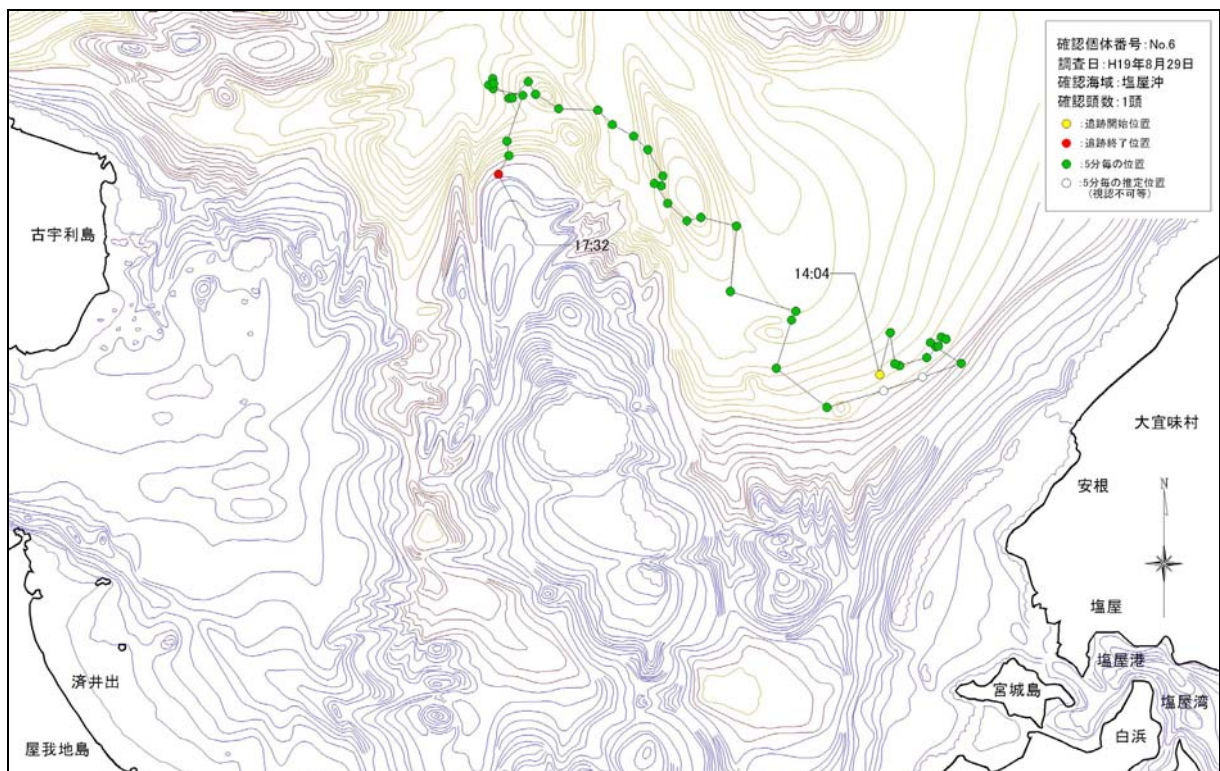 確認個体番号:No.6
調査日:H19年8月29日
確認海域:塩屋沖
確認頭数:1頭
:追跡開始位置
:追跡終了位置
:5分毎の位置
:5分毎の推定位置
(視認不可等)
古宇利島
17:32
14:04
大宜味村
安根
N
塩屋
塩屋港
宮城島
塩屋湾
白浜
済井出
屋我地島